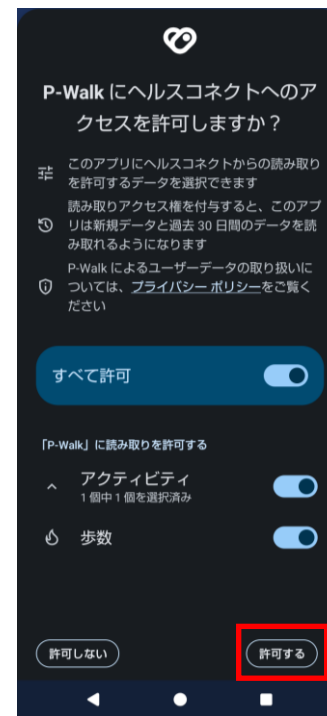 P-Walk にヘルスコネクトへのア
クセスを許可しますか？
このアプリにヘルスコネクトからの読み取り
を許可するデータを選択できます
読み取りアクセス権を付与すると、このアプ
リは新規データと過去 30 日間のデータを読
み取れるようになります
P-Walk によるユーザーデータの取り扱いに
ついては、プライバシー ポリシーをご覧く
ださい
すべて許可
「P-Walk」に読み取りを許可する
アクティビティ
1 個中 1 個を選択済み
歩数
許可しない
許可する